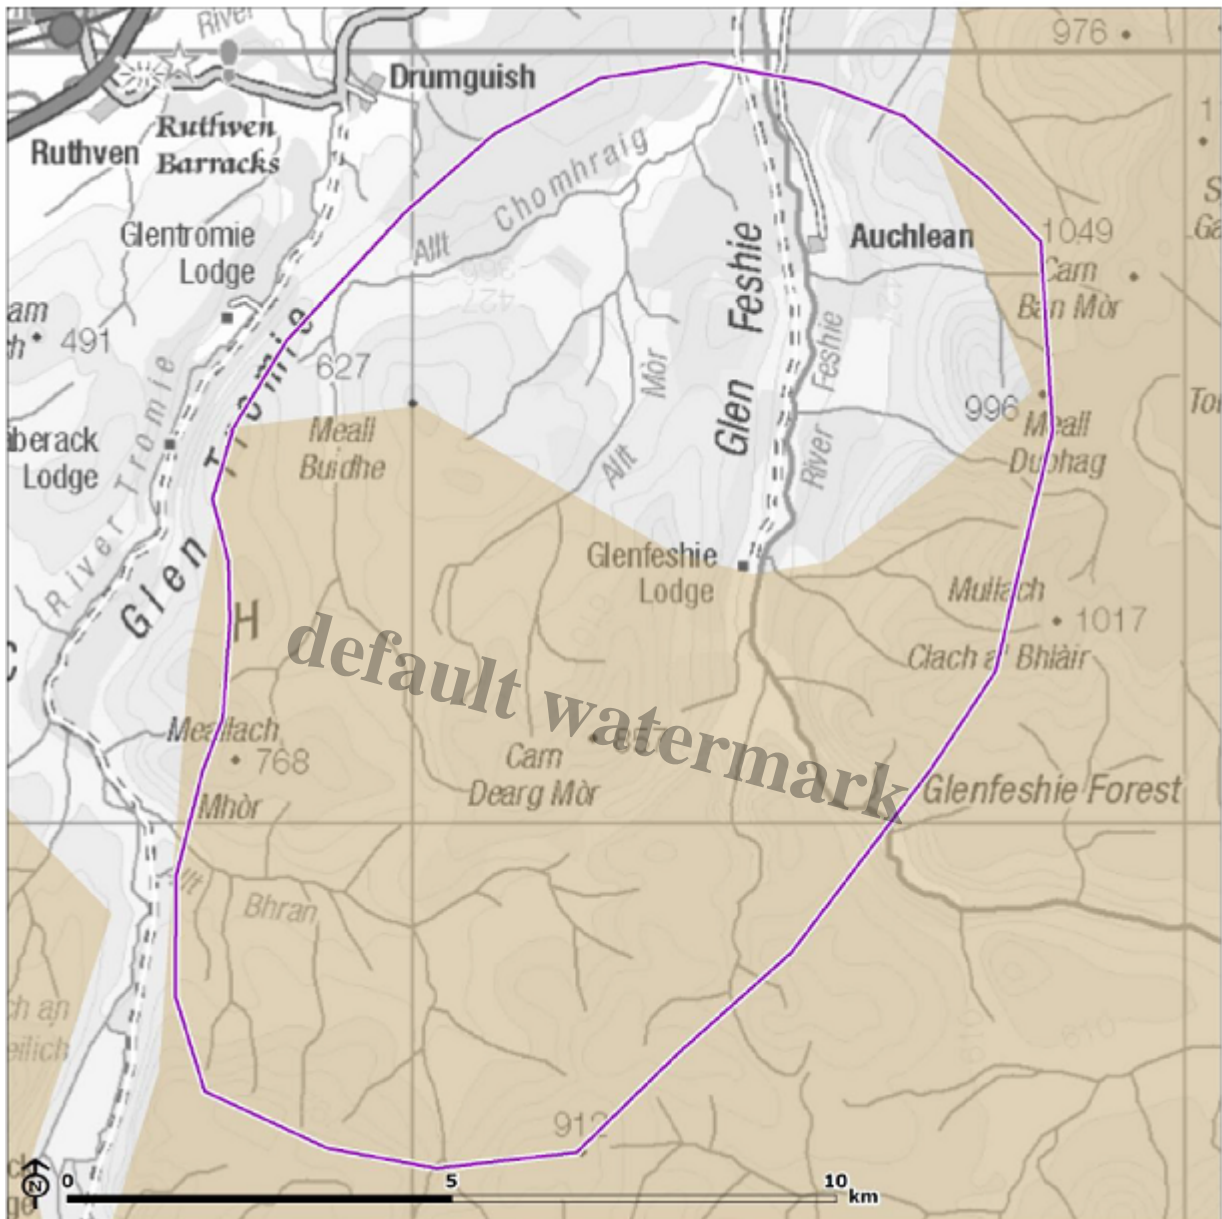 River
976
Drumguish
Ruthven
Barracks
Ruthven
Allt Chomhraig
Glentromie
Lodge
1049
Carn
Ban Mòr
Auchlean
Glen Feshie
River Feshie
491
627
Glen Tromie
River Tromie
Meall
Buidhe
Allt Mòr
996
Meall
Dubhag
Lodge
Glenfeshie
Lodge
Mullach
1017
Clach a' Bhlàir
H
default watermark
Meallach
768
Mhòr
857
Carn
Dearg Mòr
Glenfeshie Forest
Allt Bhran
912
610
N
0
5
10
km